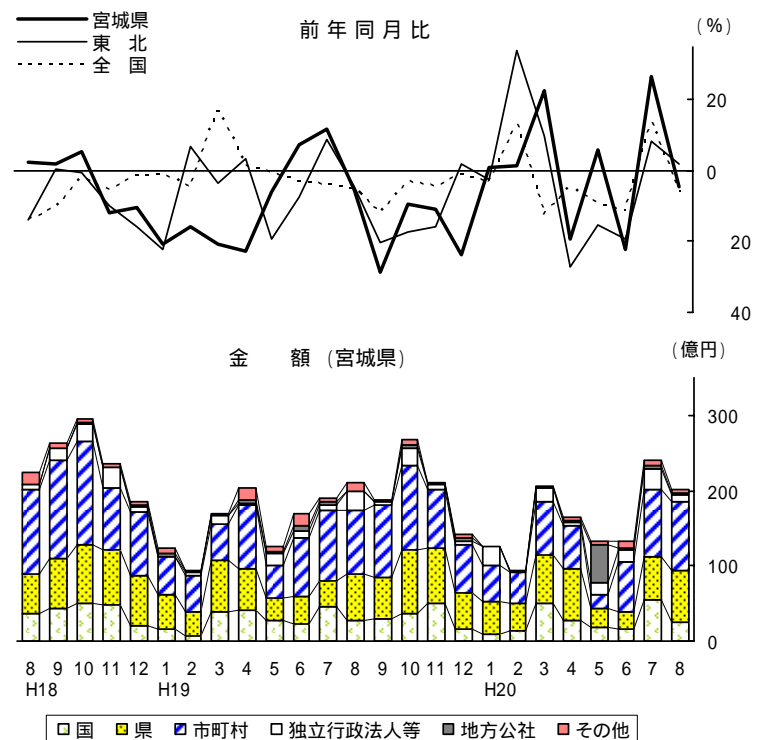 宮城県
東 北
全 国
前 年 同 月 比
(%)
20
0
20
40
金 額 (宮城県)
(億円)
300
200
100
0
8 9 10 11 12 1 2 3 4 5 6 7 8 9 10 11 12 1 2 3 4 5 6 7 8
H18 H19 H20
国 県 市町村 独立行政法人等 地方公社 その他